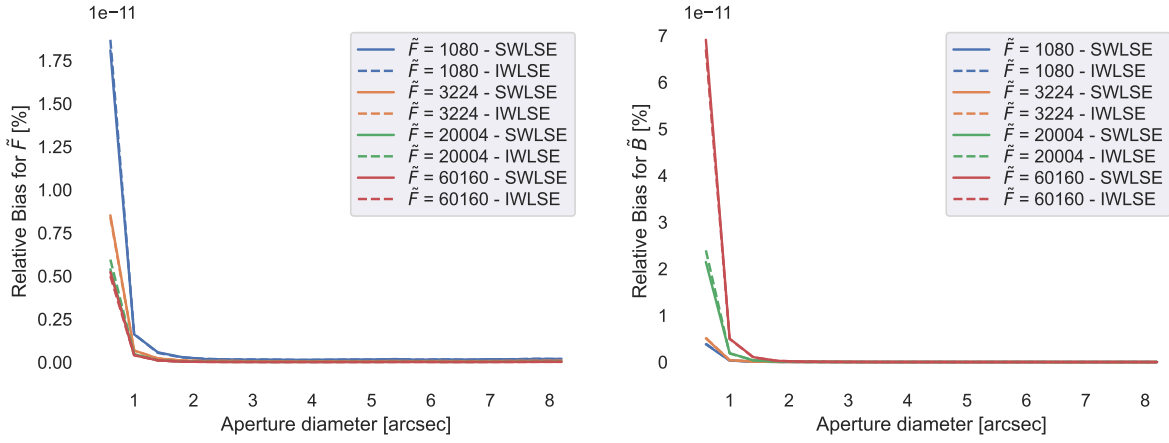 1e−11
Relative Bias for F̃ [%]
1.75
1.50
1.25
1.00
0.75
0.50
0.25
0.00
F̃ = 1080 - SWLSE
F̃ = 1080 - IWLSE
F̃ = 3224 - SWLSE
F̃ = 3224 - IWLSE
F̃ = 20004 - SWLSE
F̃ = 20004 - IWLSE
F̃ = 60160 - SWLSE
F̃ = 60160 - IWLSE
1 2 3 4 5 6 7 8
Aperture diameter [arcsec]
1e−11
Relative Bias for B̃ [%]
7
6
5
4
3
2
1
0
F̃ = 1080 - SWLSE
F̃ = 1080 - IWLSE
F̃ = 3224 - SWLSE
F̃ = 3224 - IWLSE
F̃ = 20004 - SWLSE
F̃ = 20004 - IWLSE
F̃ = 60160 - SWLSE
F̃ = 60160 - IWLSE
1 2 3 4 5 6 7 8
Aperture diameter [arcsec]